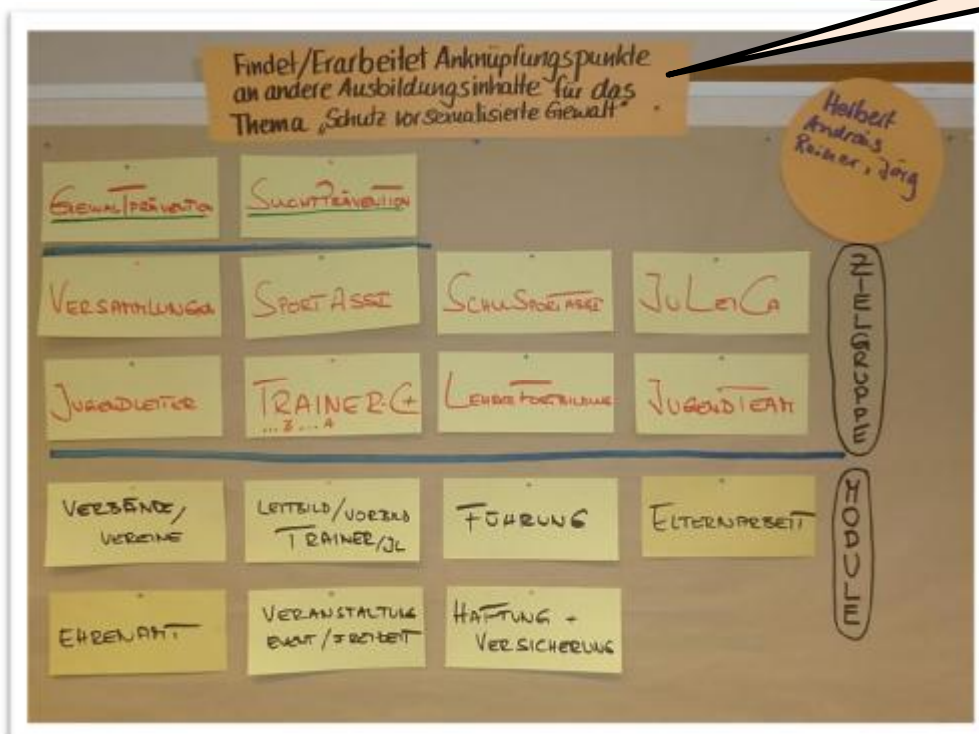 Findet/Erarbeitet Anknüpfungspunkte
an andere Ausbildungsinhalte für das
Thema „Schutz vor sexualisierte Gewalt“.
Herbert
Andreas
Reiner, Jörg
GEWALTPRÄVENTION
SUCHTPRÄVENTION
VERSAMMLUNGEN
SPORTASSI
SCHULSPORTASSI
JULEICA
JUGENDLEITER
TRAINER-C+
...B...A
LEHRERFORTBILDUNG
JUGENDTEAM
ZIELGRUPPE
VERBÄNDE/
VEREINE
LEITBILD/VORBILD
TRAINER/JL
FÜHRUNG
ELTERNARBEIT
EHRENAMT
VERANSTALTUNG
EVENT/FREIZEIT
HAFTUNG +
VERSICHERUNG
MODULE